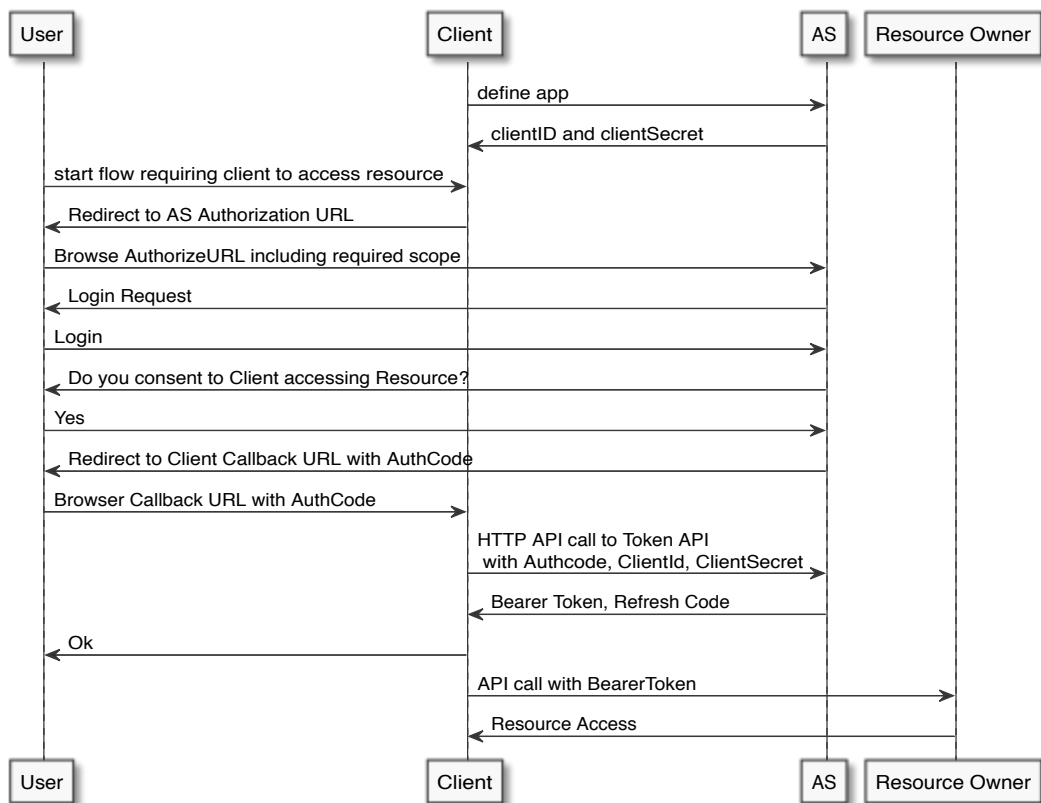 User
Client
AS
Resource Owner
define app
clientID and clientSecret
start flow requiring client to access resource
Redirect to AS Authorization URL
Browse AuthorizeURL including required scope
Login Request
Login
Do you consent to Client accessing Resource?
Yes
Redirect to Client Callback URL with AuthCode
Browser Callback URL with AuthCode
HTTP API call to Token API
with Authcode, ClientId, ClientSecret
Bearer Token, Refresh Code
Ok
API call with BearerToken
Resource Access
User
Client
AS
Resource Owner